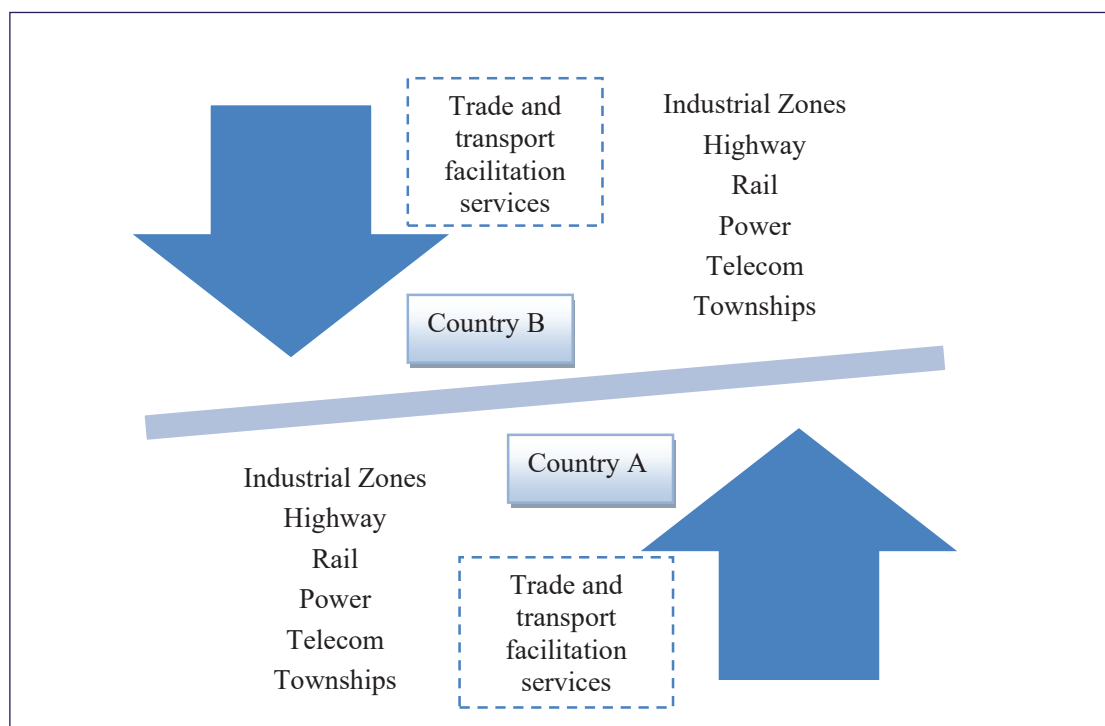 Trade and
transport
facilitation
services
Industrial Zones
Highway
Rail
Power
Telecom
Townships
Country B
Country A
Industrial Zones
Highway
Rail
Power
Telecom
Townships
Trade and
transport
facilitation
services